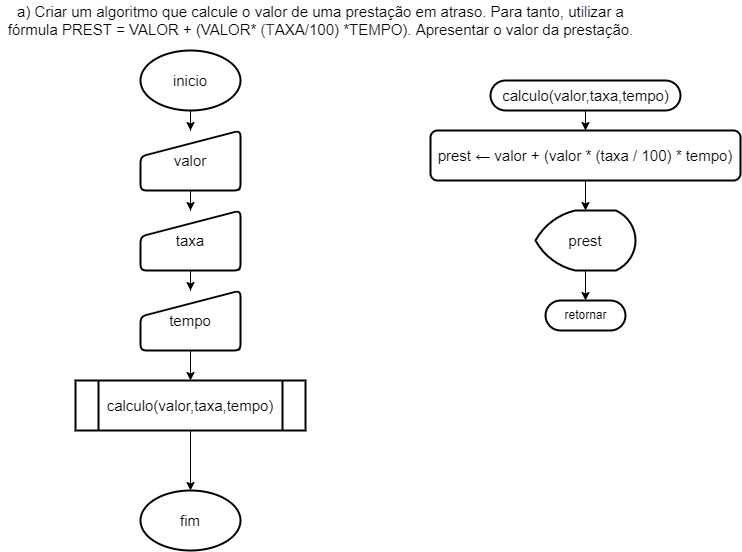 a) Criar um algoritmo que calcule o valor de uma prestação em atraso. Para tanto, utilizar a
fórmula PREST = VALOR + (VALOR* (TAXA/100) *TEMPO). Apresentar o valor da prestação.
inicio
valor
taxa
tempo
calculo(valor,taxa,tempo)
fim
calculo(valor,taxa,tempo)
prest ← valor + (valor * (taxa / 100) * tempo)
prest
retornar